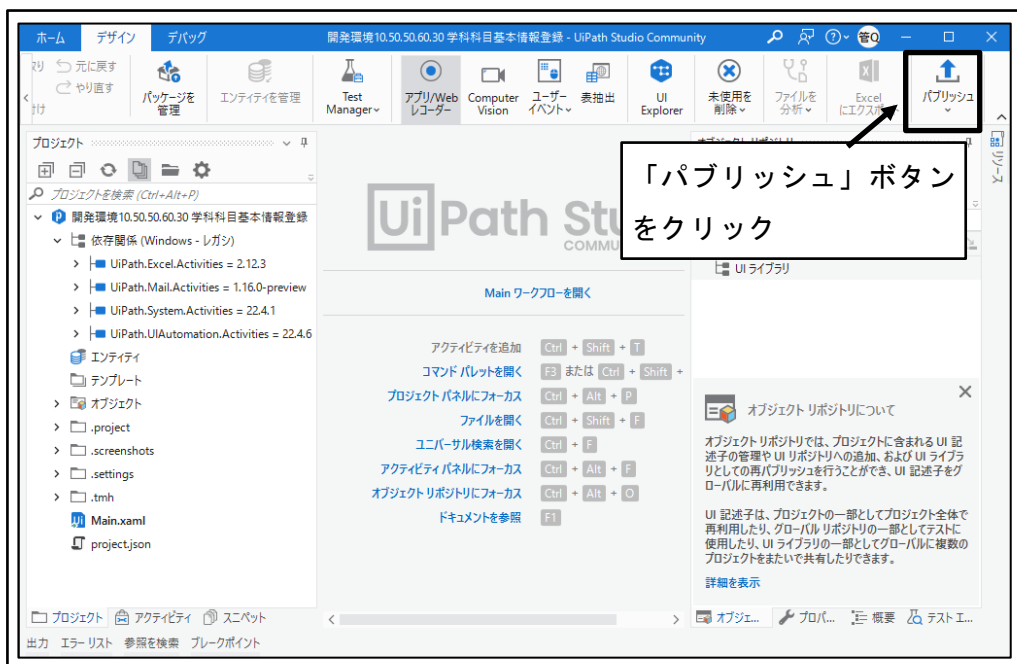 ホーム デザイン デバッグ 開発環境10.50.50.60.30 学科科目基本情報登録 - UiPath Studio Community 管Q
元に戻す
やり直す
パッケージを
管理
エンティティを管理
Test
Manager
アプリ/Web
レコーダー
Computer
Vision
ユーザー
イベント
表抽出
UI
Explorer
未使用を
削除
ファイルを
分析
Excel
にエクスポ
パブリッシュ
プロジェクト
プロジェクトを検索 (Ctrl+Alt+P)
開発環境10.50.50.60.30 学科科目基本情報登録
依存関係 (Windows - レガシ)
UiPath.Excel.Activities = 2.12.3
UiPath.Mail.Activities = 1.16.0-preview
UiPath.System.Activities = 22.4.1
UiPath.UIAutomation.Activities = 22.4.6
エンティティ
テンプレート
オブジェクト
.project
.screenshots
.settings
.tmh
Main.xaml
project.json
プロジェクト アクティビティ スニペット
出力 エラー リスト 参照を検索 ブレークポイント
UiPath Stu
COMMU
Main ワークフローを開く
アクティビティを追加 Ctrl + Shift + T
コマンド パレットを開く F3 または Ctrl + Shift +
プロジェクト パネルにフォーカス Ctrl + Alt + P
ファイルを開く Ctrl + Shift + F
ユニバーサル検索を開く Ctrl + F
アクティビティ パネルにフォーカス Ctrl + Alt + F
オブジェクト リポジトリにフォーカス Ctrl + Alt + O
ドキュメントを参照 F1
「パブリッシュ」ボタン
をクリック
リソース
UI ライブラリ
オブジェクト リポジトリについて
オブジェクト リポジトリでは、プロジェクトに含まれる UI 記
述子の管理や UI リポジトリへの追加、および UI ライブラ
リとしての再パブリッシュを行うことができ、UI 記述子をグ
ローバルに再利用できます。
UI 記述子は、プロジェクトの一部としてプロジェクト全体で
再利用したり、グローバル リポジトリの一部としてテストに
使用したり、UI ライブラリの一部としてグローバルに複数の
プロジェクトをまたいで共有したりできます。
詳細を表示
オブジェ... プロパ... 概要 テスト エ...